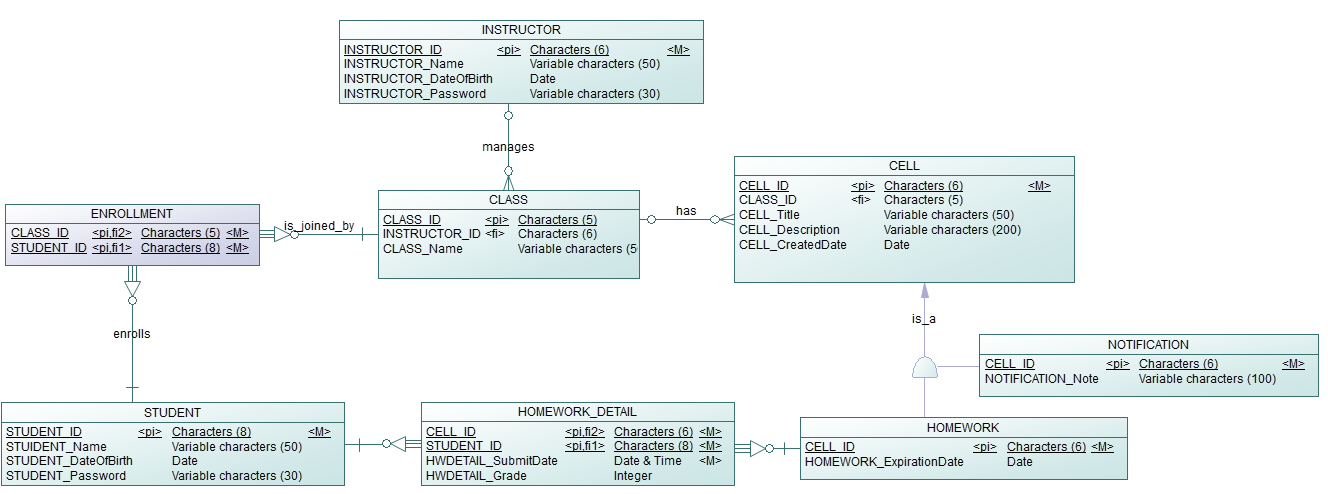 INSTRUCTOR
INSTRUCTOR_ID <pi> Characters (6) <M>
INSTRUCTOR_Name Variable characters (50)
INSTRUCTOR_DateOfBirth Date
INSTRUCTOR_Password Variable characters (30)
manages
CELL
CELL_ID <pi> Characters (6) <M>
CLASS_ID <fi> Characters (5)
CELL_Title Variable characters (50)
CELL_Description Variable characters (200)
CELL_CreatedDate Date
has
CLASS
CLASS_ID <pi> Characters (5)
INSTRUCTOR_ID <fi> Characters (6)
CLASS_Name Variable characters (5
is_joined_by
ENROLLMENT
CLASS_ID <pi,fi2> Characters (5) <M>
STUDENT_ID <pi,fi1> Characters (8) <M>
enrolls
is_a
NOTIFICATION
CELL_ID <pi> Characters (6) <M>
NOTIFICATION_Note Variable characters (100)
STUDENT
STUDENT_ID <pi> Characters (8) <M>
STUIDENT_Name Variable characters (50)
STUDENT_DateOfBirth Date
STUDENT_Password Variable characters (30)
HOMEWORK_DETAIL
CELL_ID <pi,fi2> Characters (6) <M>
STUDENT_ID <pi,fi1> Characters (8) <M>
HWDETAIL_SubmitDate Date & Time <M>
HWDETAIL_Grade Integer
HOMEWORK
CELL_ID <pi> Characters (6) <M>
HOMEWORK_ExpirationDate Date